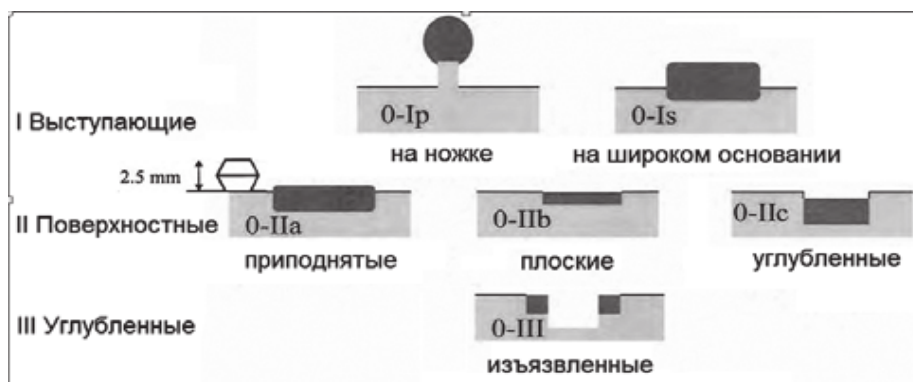 0-Ip 0-Is
I Выступающие
на ножке на широком основании
2.5 mm
0-IIa 0-IIb 0-IIc
II Поверхностные
приподнятые плоские углубленные
0-III
III Углубленные
изъязвленные